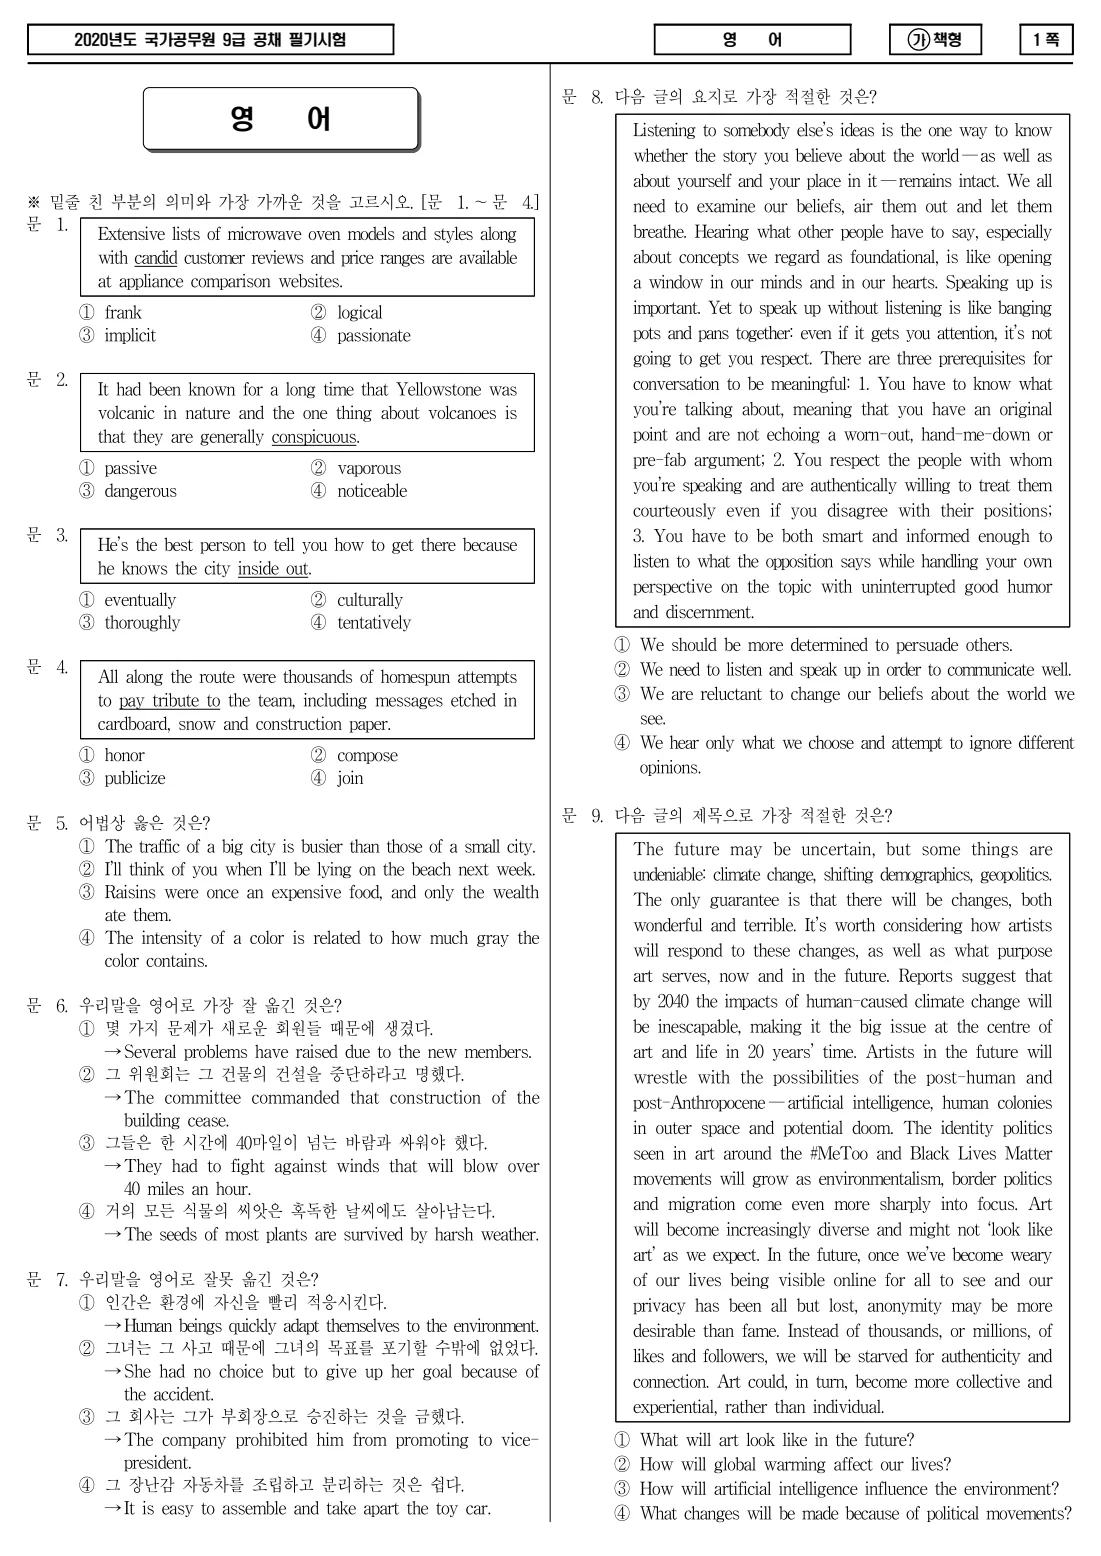 2020년도 국가공무원 9급 공채 필기시험
영 어
㉮ 책형
1 쪽
영 어
※ 밑줄 친 부분의 의미와 가장 가까운 것을 고르시오. [문 1. ~ 문 4.]
문 1.
Extensive lists of microwave oven models and styles along
with candid customer reviews and price ranges are available
at appliance comparison websites.
① frank ② logical
③ implicit ④ passionate
문 2.
It had been known for a long time that Yellowstone was
volcanic in nature and the one thing about volcanoes is
that they are generally conspicuous.
① passive ② vaporous
③ dangerous ④ noticeable
문 3.
He's the best person to tell you how to get there because
he knows the city inside out.
① eventually ② culturally
③ thoroughly ④ tentatively
문 4.
All along the route were thousands of homespun attempts
to pay tribute to the team, including messages etched in
cardboard, snow and construction paper.
① honor ② compose
③ publicize ④ join
문 5. 어법상 옳은 것은?
① The traffic of a big city is busier than those of a small city.
② I'll think of you when I'll be lying on the beach next week.
③ Raisins were once an expensive food, and only the wealth
ate them.
④ The intensity of a color is related to how much gray the
color contains.
문 6. 우리말을 영어로 가장 잘 옮긴 것은?
① 몇 가지 문제가 새로운 회원들 때문에 생겼다.
→ Several problems have raised due to the new members.
② 그 위원회는 그 건물의 건설을 중단하라고 명했다.
→ The committee commanded that construction of the
building cease.
③ 그들은 한 시간에 40마일이 넘는 바람과 싸워야 했다.
→ They had to fight against winds that will blow over
40 miles an hour.
④ 거의 모든 식물의 씨앗은 혹독한 날씨에도 살아남는다.
→ The seeds of most plants are survived by harsh weather.
문 7. 우리말을 영어로 잘못 옮긴 것은?
① 인간은 환경에 자신을 빨리 적응시킨다.
→ Human beings quickly adapt themselves to the environment.
② 그녀는 그 사고 때문에 그녀의 목표를 포기할 수밖에 없었다.
→ She had no choice but to give up her goal because of
the accident.
③ 그 회사는 그가 부회장으로 승진하는 것을 금했다.
→ The company prohibited him from promoting to vice-
president.
④ 그 장난감 자동차를 조립하고 분리하는 것은 쉽다.
→ It is easy to assemble and take apart the toy car.
문 8. 다음 글의 요지로 가장 적절한 것은?
Listening to somebody else's ideas is the one way to know
whether the story you believe about the world — as well as
about yourself and your place in it — remains intact. We all
need to examine our beliefs, air them out and let them
breathe. Hearing what other people have to say, especially
about concepts we regard as foundational, is like opening
a window in our minds and in our hearts. Speaking up is
important. Yet to speak up without listening is like banging
pots and pans together: even if it gets you attention, it's not
going to get you respect. There are three prerequisites for
conversation to be meaningful: 1. You have to know what
you're talking about, meaning that you have an original
point and are not echoing a worn-out, hand-me-down or
pre-fab argument; 2. You respect the people with whom
you're speaking and are authentically willing to treat them
courteously even if you disagree with their positions;
3. You have to be both smart and informed enough to
listen to what the opposition says while handling your own
perspective on the topic with uninterrupted good humor
and discernment.
① We should be more determined to persuade others.
② We need to listen and speak up in order to communicate well.
③ We are reluctant to change our beliefs about the world we
see.
④ We hear only what we choose and attempt to ignore different
opinions.
문 9. 다음 글의 제목으로 가장 적절한 것은?
The future may be uncertain, but some things are
undeniable: climate change, shifting demographics, geopolitics.
The only guarantee is that there will be changes, both
wonderful and terrible. It's worth considering how artists
will respond to these changes, as well as what purpose
art serves, now and in the future. Reports suggest that
by 2040 the impacts of human-caused climate change will
be inescapable, making it the big issue at the centre of
art and life in 20 years' time. Artists in the future will
wrestle with the possibilities of the post-human and
post-Anthropocene — artificial intelligence, human colonies
in outer space and potential doom. The identity politics
seen in art around the #MeToo and Black Lives Matter
movements will grow as environmentalism, border politics
and migration come even more sharply into focus. Art
will become increasingly diverse and might not 'look like
art' as we expect. In the future, once we've become weary
of our lives being visible online for all to see and our
privacy has been all but lost, anonymity may be more
desirable than fame. Instead of thousands, or millions, of
likes and followers, we will be starved for authenticity and
connection. Art could, in turn, become more collective and
experiential, rather than individual.
① What will art look like in the future?
② How will global warming affect our lives?
③ How will artificial intelligence influence the environment?
④ What changes will be made because of political movements?